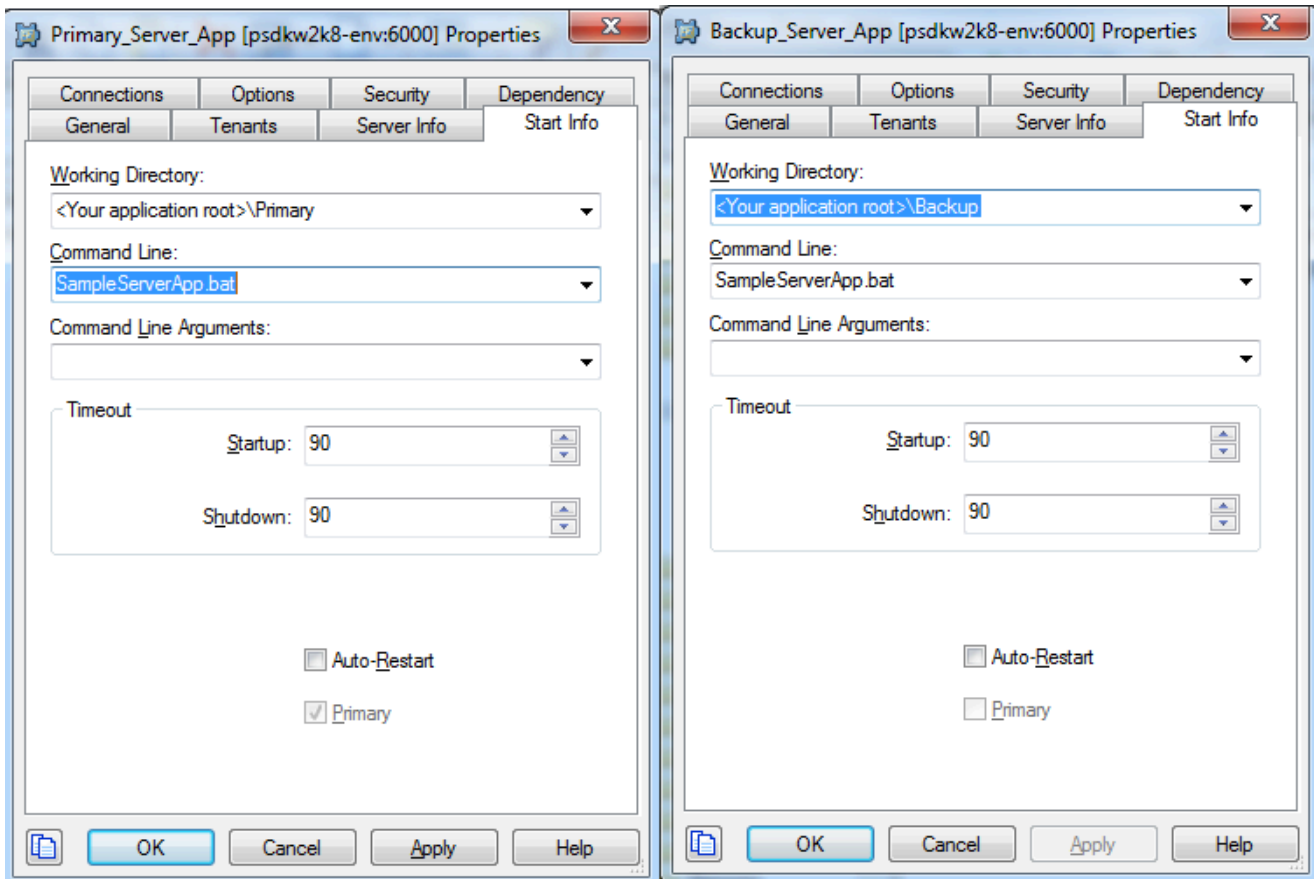 Primary_Server_App [psdkw2k8-env:6000] Properties
Connections Options Security Dependency
General Tenants Server Info Start Info
Working Directory:
<Your application root>\Primary
Command Line:
SampleServerApp.bat
Command Line Arguments:
Timeout
Startup: 90
Shutdown: 90
Auto-Restart
Primary
OK Cancel Apply Help
Backup_Server_App [psdkw2k8-env:6000] Properties
Connections Options Security Dependency
General Tenants Server Info Start Info
Working Directory:
<Your application root>\Backup
Command Line:
SampleServerApp.bat
Command Line Arguments:
Timeout
Startup: 90
Shutdown: 90
Auto-Restart
Primary
OK Cancel Apply Help